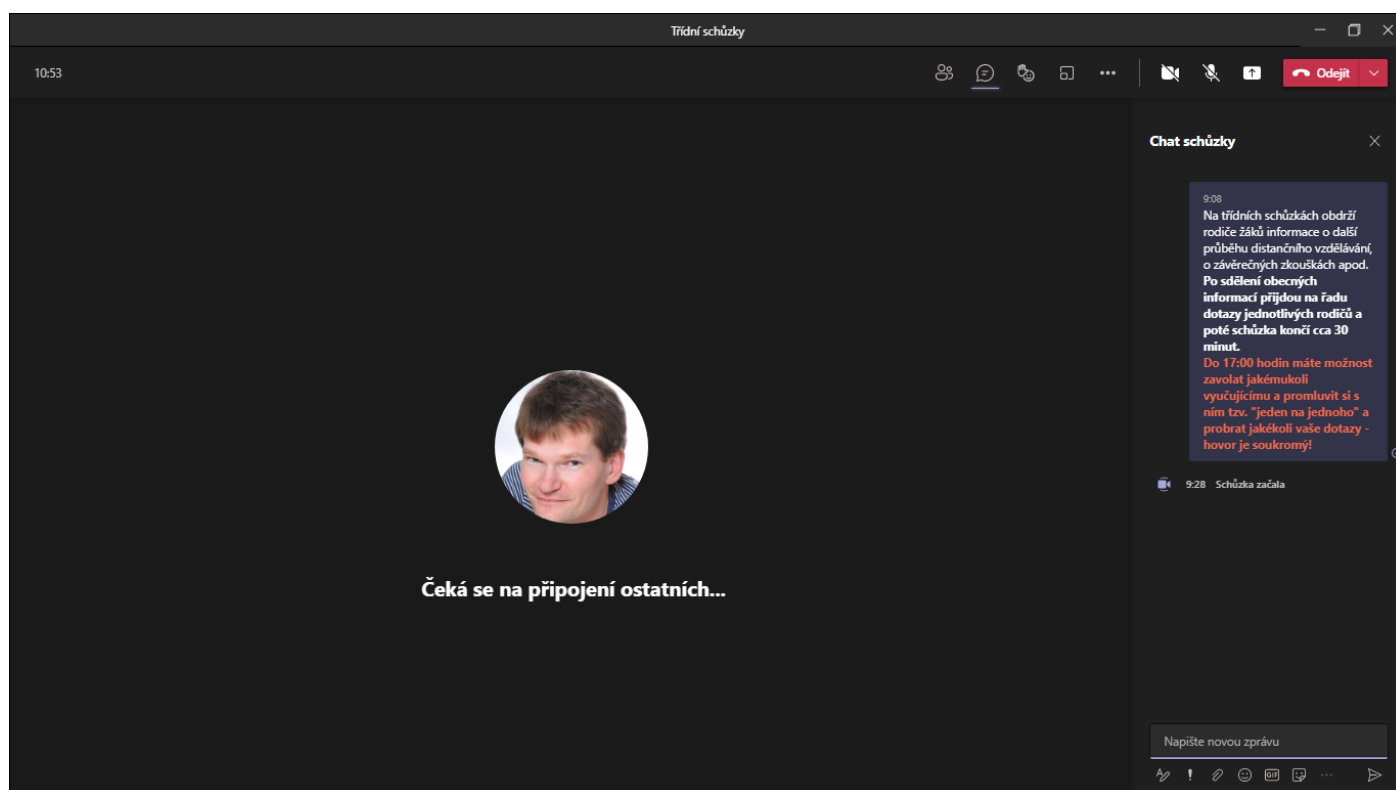 Třídní schůzky
10:53
Odejít
Chat schůzky
9:08
Na třídních schůzkách obdrží
rodiče žáků informace o další
průběhu distančního vzdělávání,
o závěrečných zkouškách apod.
Po sdělení obecných
informací přijdou na řadu
dotazy jednotlivých rodičů a
poté schůzka končí cca 30
minut.
Do 17:00 hodin máte možnost
zavolat jakémukoli
vyučujícímu a promluvit si s
ním tzv. "jeden na jednoho" a
probrat jakékoli vaše dotazy -
hovor je soukromý!
9:28 Schůzka začala
Čeká se na připojení ostatních...
Napište novou zprávu
GIF